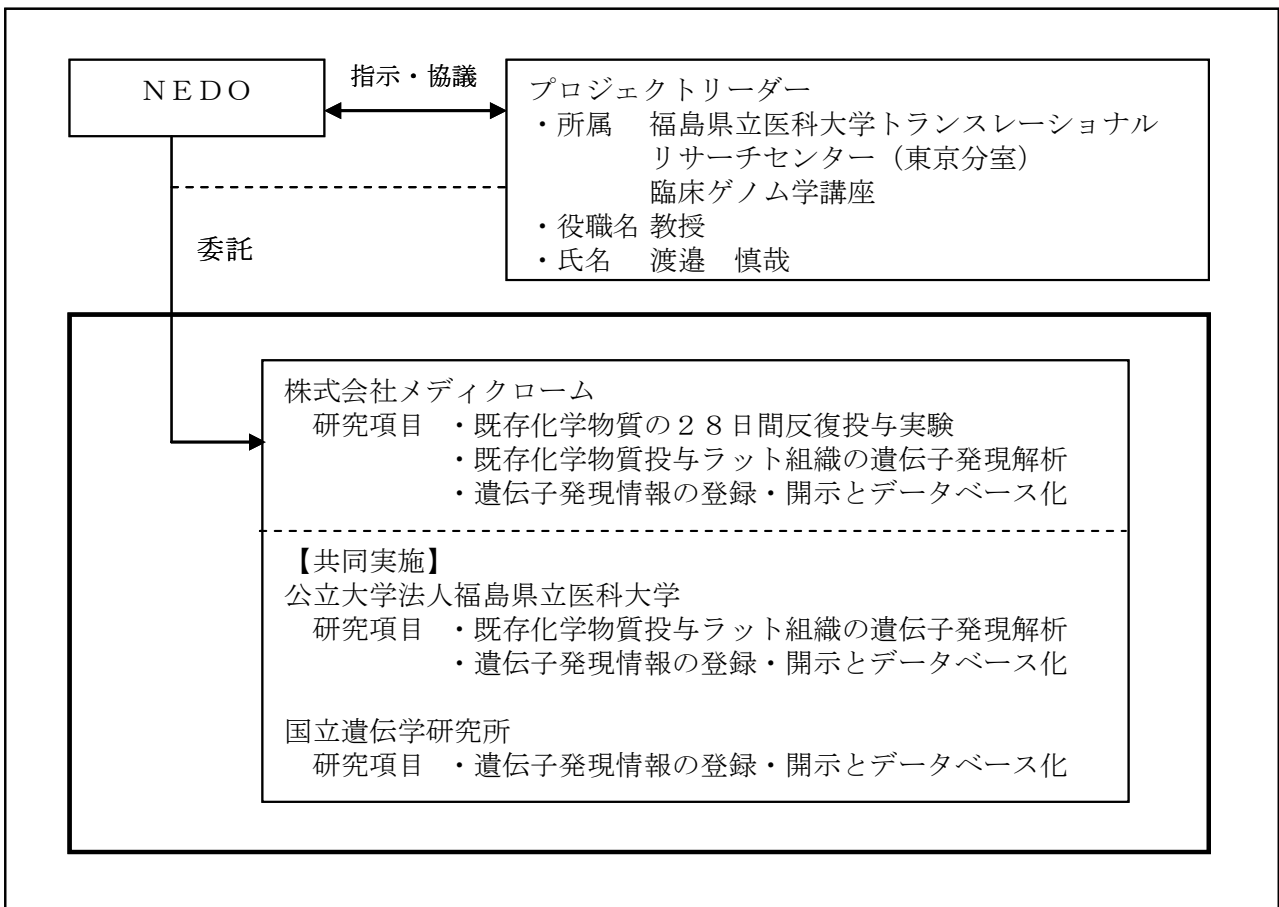 ＮＥＤＯ
指示・協議
プロジェクトリーダー
・所属　福島県立医科大学トランスレーショナル
リサーチセンター（東京分室）
臨床ゲノム学講座
・役職名 教授
・氏名　渡邉　慎哉
委託
株式会社メディクローム
研究項目　・既存化学物質の２８日間反復投与実験
・既存化学物質投与ラット組織の遺伝子発現解析
・遺伝子発現情報の登録・開示とデータベース化
【共同実施】
公立大学法人福島県立医科大学
研究項目　・既存化学物質投与ラット組織の遺伝子発現解析
・遺伝子発現情報の登録・開示とデータベース化
国立遺伝学研究所
研究項目　・遺伝子発現情報の登録・開示とデータベース化